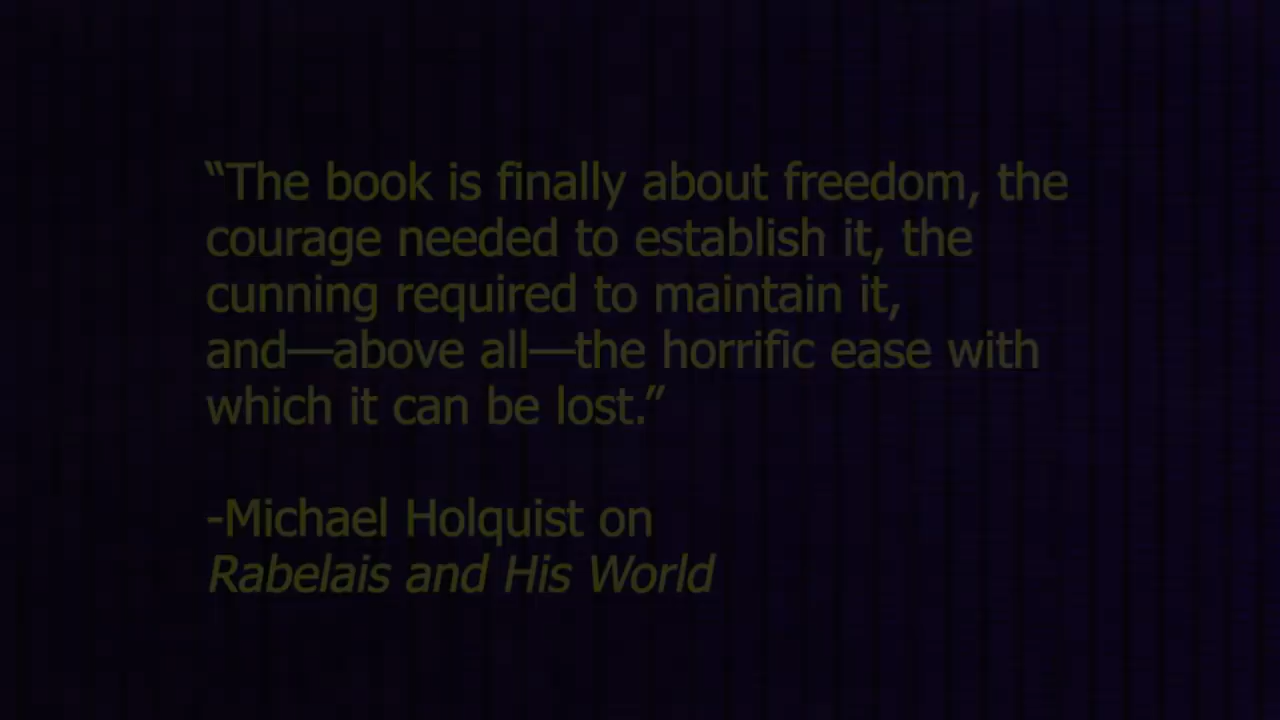 “The book is finally about freedom, the
courage needed to establish it, the
cunning required to maintain it,
and—above all—the horrific ease with
which it can be lost.”
-Michael Holquist on
Rabelais and His World